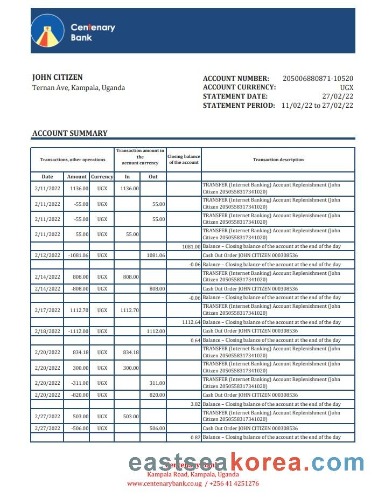 Centenary
Bank
JOHN CITIZEN
Ternan Ave, Kampala, Uganda
ACCOUNT NUMBER: 205006880871-10520
ACCOUNT CURRENCY: UGX
STATEMENT DATE: 27/02/22
STATEMENT PERIOD: 11/02/22 to 27/02/22
ACCOUNT SUMMARY
Transactions, other operations
Transaction amount in the account currency
Closing balance of the account
Transaction description
Date Amount Currency In Out
2/11/2022 1136.00 UGX 1136.00 TRANSFER (Internet Banking) Account Replenishment (John
Citizen 2050558317341020)
2/11/2022 -55.00 UGX 55.00 TRANSFER (Internet Banking) Account Replenishment (John
Citizen 2050558317341020)
2/11/2022 -55.00 UGX 55.00 TRANSFER (Internet Banking) Account Replenishment (John
Citizen 2050558317341020)
2/11/2022 55.00 UGX 55.00 TRANSFER (Internet Banking) Account Replenishment (John
Citizen 2050558317341020)
1081.00 Balance – Closing balance of the account at the end of the day
2/12/2022 -1081.06 UGX 1081.06 Cash Out Order JOHN CITIZEN 000308536
-0.06 Balance – Closing balance of the account at the end of the day
2/14/2022 808.00 UGX 808.00 TRANSFER (Internet Banking) Account Replenishment (John
Citizen 2050558317341020)
2/14/2022 808.00 UGX 808.00 Cash Out Order JOHN CITIZEN 000308536
-0.06 Balance – Closing balance of the account at the end of the day
2/17/2022 1112.70 UGX 1112.70 TRANSFER (Internet Banking) Account Replenishment (John
Citizen 2050558317341020)
1112.64 Balance – Closing balance of the account at the end of the day
2/18/2022 -1112.00 UGX 1112.00 Cash Out Order JOHN CITIZEN 000308536
0.64 Balance – Closing balance of the account at the end of the day
2/20/2022 834.18 UGX 834.18 TRANSFER (Internet Banking) Account Replenishment (John
Citizen 2050558317341020)
2/20/2022 300.00 UGX 300.00 TRANSFER (Internet Banking) Account Replenishment (John
Citizen 2050558317341020)
2/20/2022 -311.00 UGX 311.00 TRANSFER (Internet Banking) Account Replenishment (John
Citizen 2050558317341020)
2/20/2022 -820.00 UGX 820.00 Cash Out Order JOHN CITIZEN 000308536
3.82 Balance – Closing balance of the account at the end of the day
2/27/2022 503.00 UGX 503.00 TRANSFER (Internet Banking) Account Replenishment (John
Citizen 2050558317341020)
2/27/2022 -506.00 UGX 506.00 Cash Out Order JOHN CITIZEN 000308536
0.82 Balance – Closing balance of the account at the end of the day
eastseakorea.com
Kampala Road, Kampala, Uganda
www.centenarybank.co.ug / +256 41 4251276